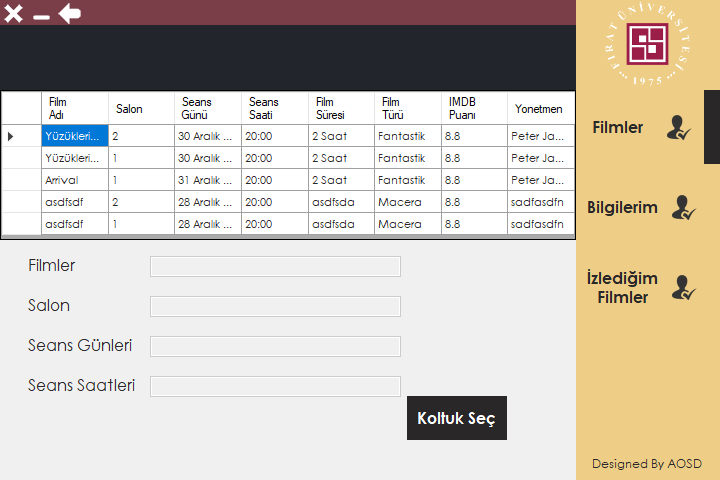 FIRAT ÜNİVERSİTESİ
1975
Film Adı Salon Seans Günü Seans Saati Film Süresi Film Türü IMDB Puanı Yonetmen
Yüzükleri... 2 30 Aralık ... 20:00 2 Saat Fantastik 8.8 Peter Ja...
Yüzükleri... 1 30 Aralık ... 20:00 2 Saat Fantastik 8.8 Peter Ja...
Arrival 1 31 Aralık ... 20:00 2 Saat Fantastik 8.8 Peter Ja...
asdfsdf 2 28 Aralık ... 20:00 asdfsda Macera 8.8 sadfasdfn
asdfsdf 1 28 Aralık ... 20:00 asdfsda Macera 8.8 sadfasdfn
Filmler
Salon
Seans Günleri
Seans Saatleri
Koltuk Seç
Filmler
Bilgilerim
İzlediğim
Filmler
Designed By AOSD